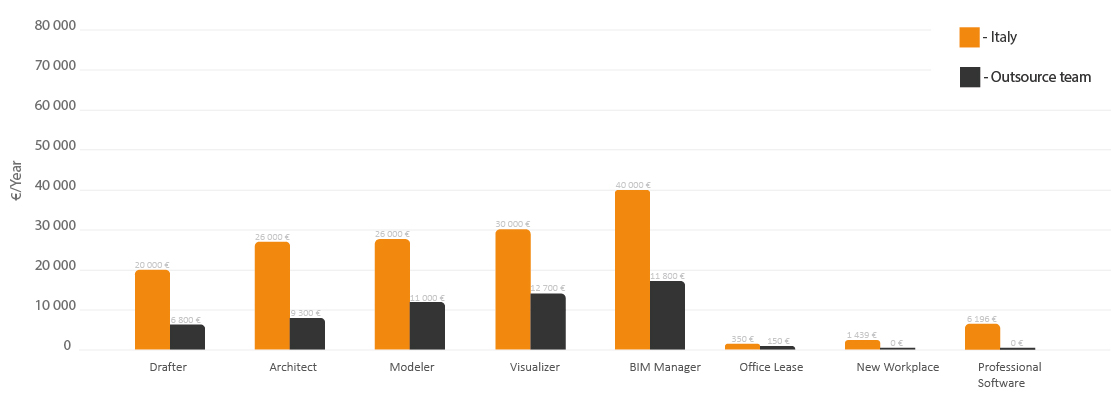 80 000
70 000
60 000
50 000
40 000
30 000
20 000
10 000
0
€/Year
- Italy
- Outsource team
20 000 €
6 800 €
26 000 €
9 300 €
26 000 €
11 000 €
30 000 €
12 700 €
40 000 €
11 800 €
350 €
150 €
1 439 €
0 €
6 196 €
0 €
Drafter
Architect
Modeler
Visualizer
BIM Manager
Office Lease
New Workplace
Professional
Software